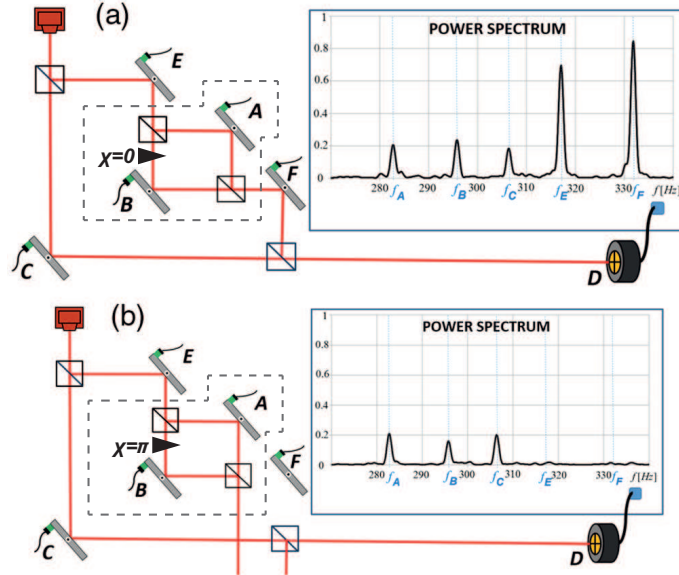 (a)
E
A
χ=0
B
F
C
D
POWER SPECTRUM
1
0.8
0.6
0.4
0.2
0
280 290 300 310 320 330 f[Hz]
f_A f_B f_C f_E f_F
(b)
E
A
χ=π
B
F
C
D
POWER SPECTRUM
1
0.8
0.6
0.4
0.2
0
280 290 300 310 320 330 f[Hz]
f_A f_B f_C f_E f_F